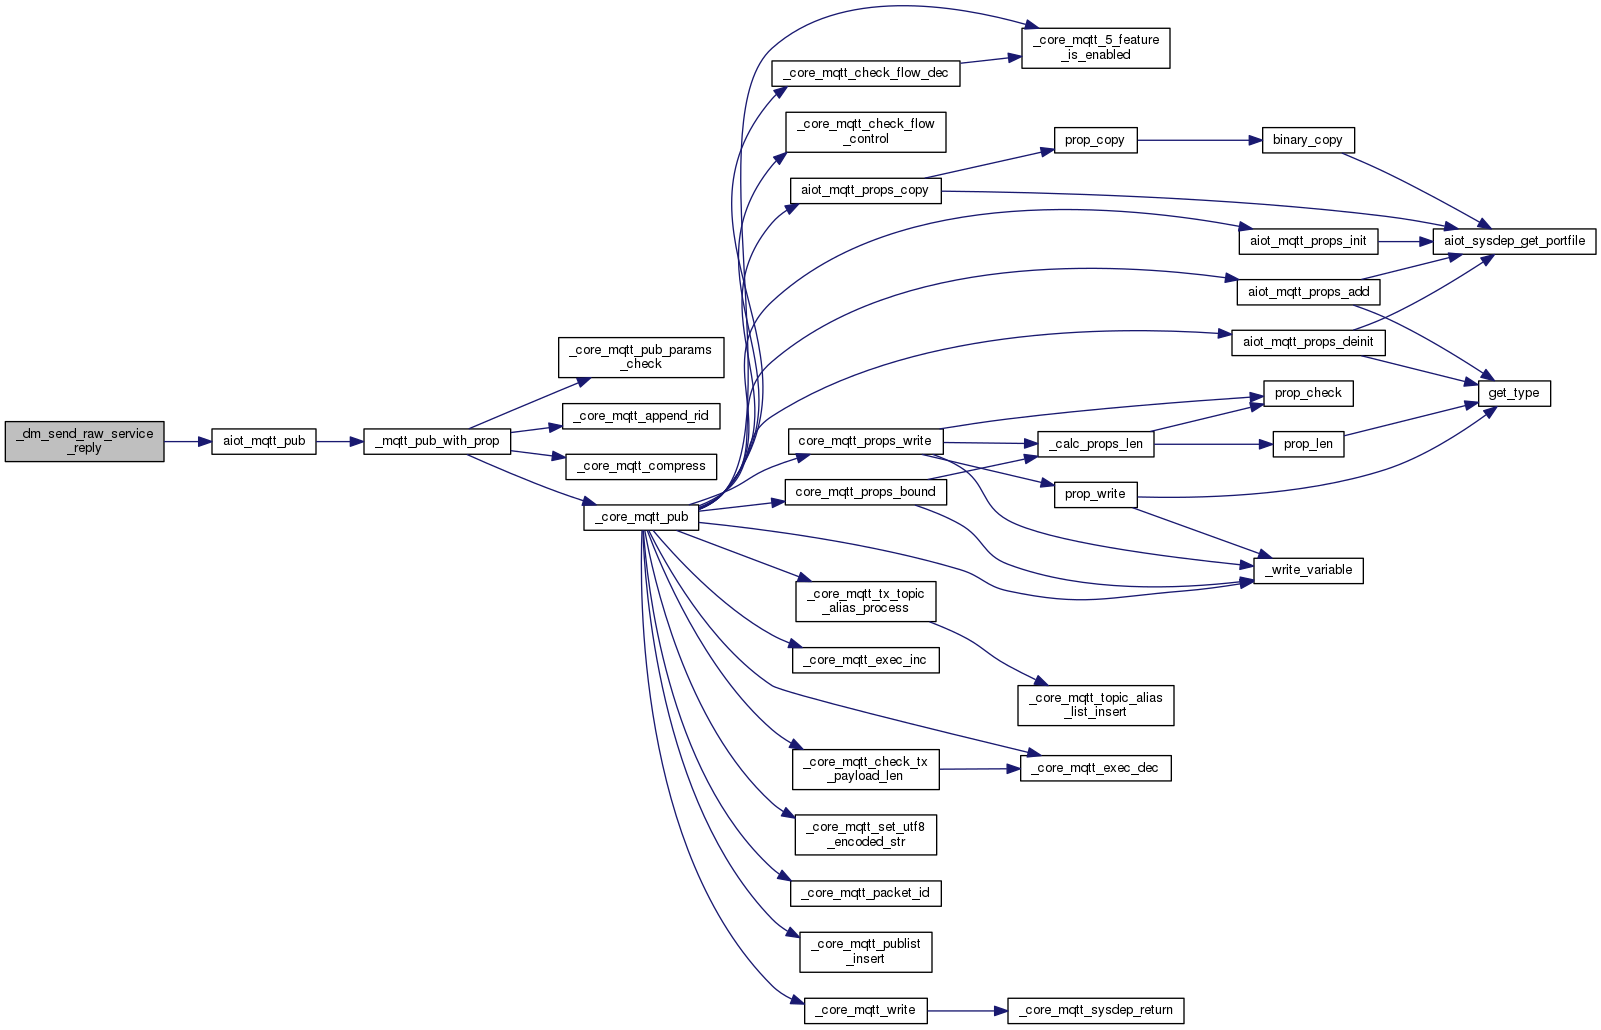 _dm_send_raw_service
_reply
aiot_mqtt_pub
_mqtt_pub_with_prop
_core_mqtt_pub_params
_check
_core_mqtt_append_rid
_core_mqtt_compress
_core_mqtt_pub
_core_mqtt_5_feature
_is_enabled
_core_mqtt_check_flow_dec
_core_mqtt_check_flow
_control
aiot_mqtt_props_copy
prop_copy
binary_copy
aiot_mqtt_props_init
aiot_sysdep_get_portfile
aiot_mqtt_props_add
aiot_mqtt_props_deinit
get_type
core_mqtt_props_write
prop_check
_calc_props_len
prop_len
core_mqtt_props_bound
prop_write
_write_variable
_core_mqtt_tx_topic
_alias_process
_core_mqtt_exec_inc
_core_mqtt_topic_alias
_list_insert
_core_mqtt_check_tx
_payload_len
_core_mqtt_exec_dec
_core_mqtt_set_utf8
_encoded_str
_core_mqtt_packet_id
_core_mqtt_publist
_insert
_core_mqtt_write
_core_mqtt_sysdep_return